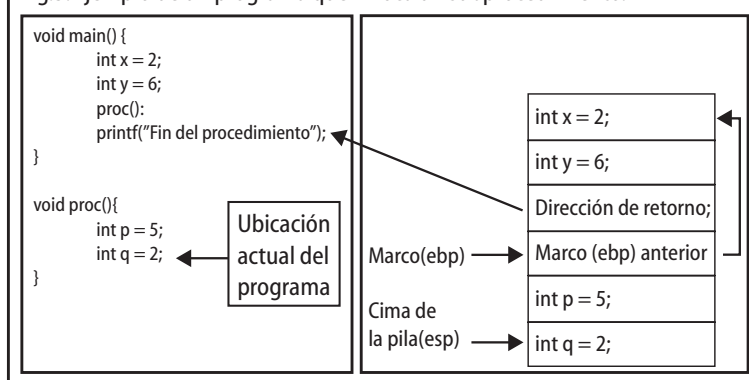 void main() {
int x = 2;
int y = 6;
proc():
printf("Fin del procedimiento");
}
void proc(){
int p = 5;
int q = 2;
}
Ubicación
actual del
programa
int x = 2;
int y = 6;
Dirección de retorno;
Marco(ebp)
Marco (ebp) anterior
int p = 5;
Cima de
la pila(esp)
int q = 2;